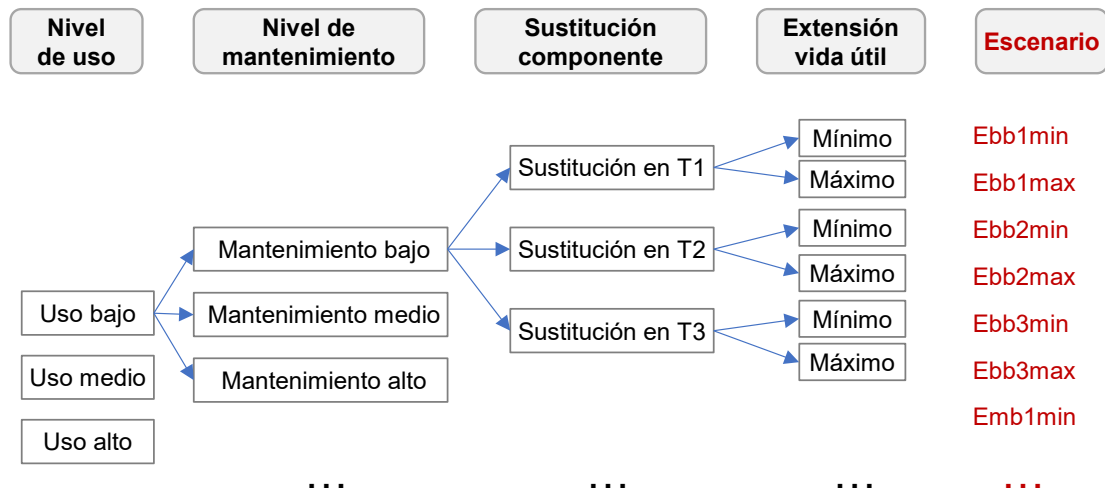 Nivel
de uso
Nivel de
mantenimiento
Sustitución
componente
Extensión
vida útil
Escenario
Mínimo
Ebb1min
Sustitución en T1
Máximo
Ebb1max
Mínimo
Ebb2min
Mantenimiento bajo
Sustitución en T2
Máximo
Ebb2max
Uso bajo
Mantenimiento medio
Sustitución en T3
Mínimo
Ebb3min
Máximo
Ebb3max
Uso medio
Mantenimiento alto
Emb1min
Uso alto
...
...
...
...